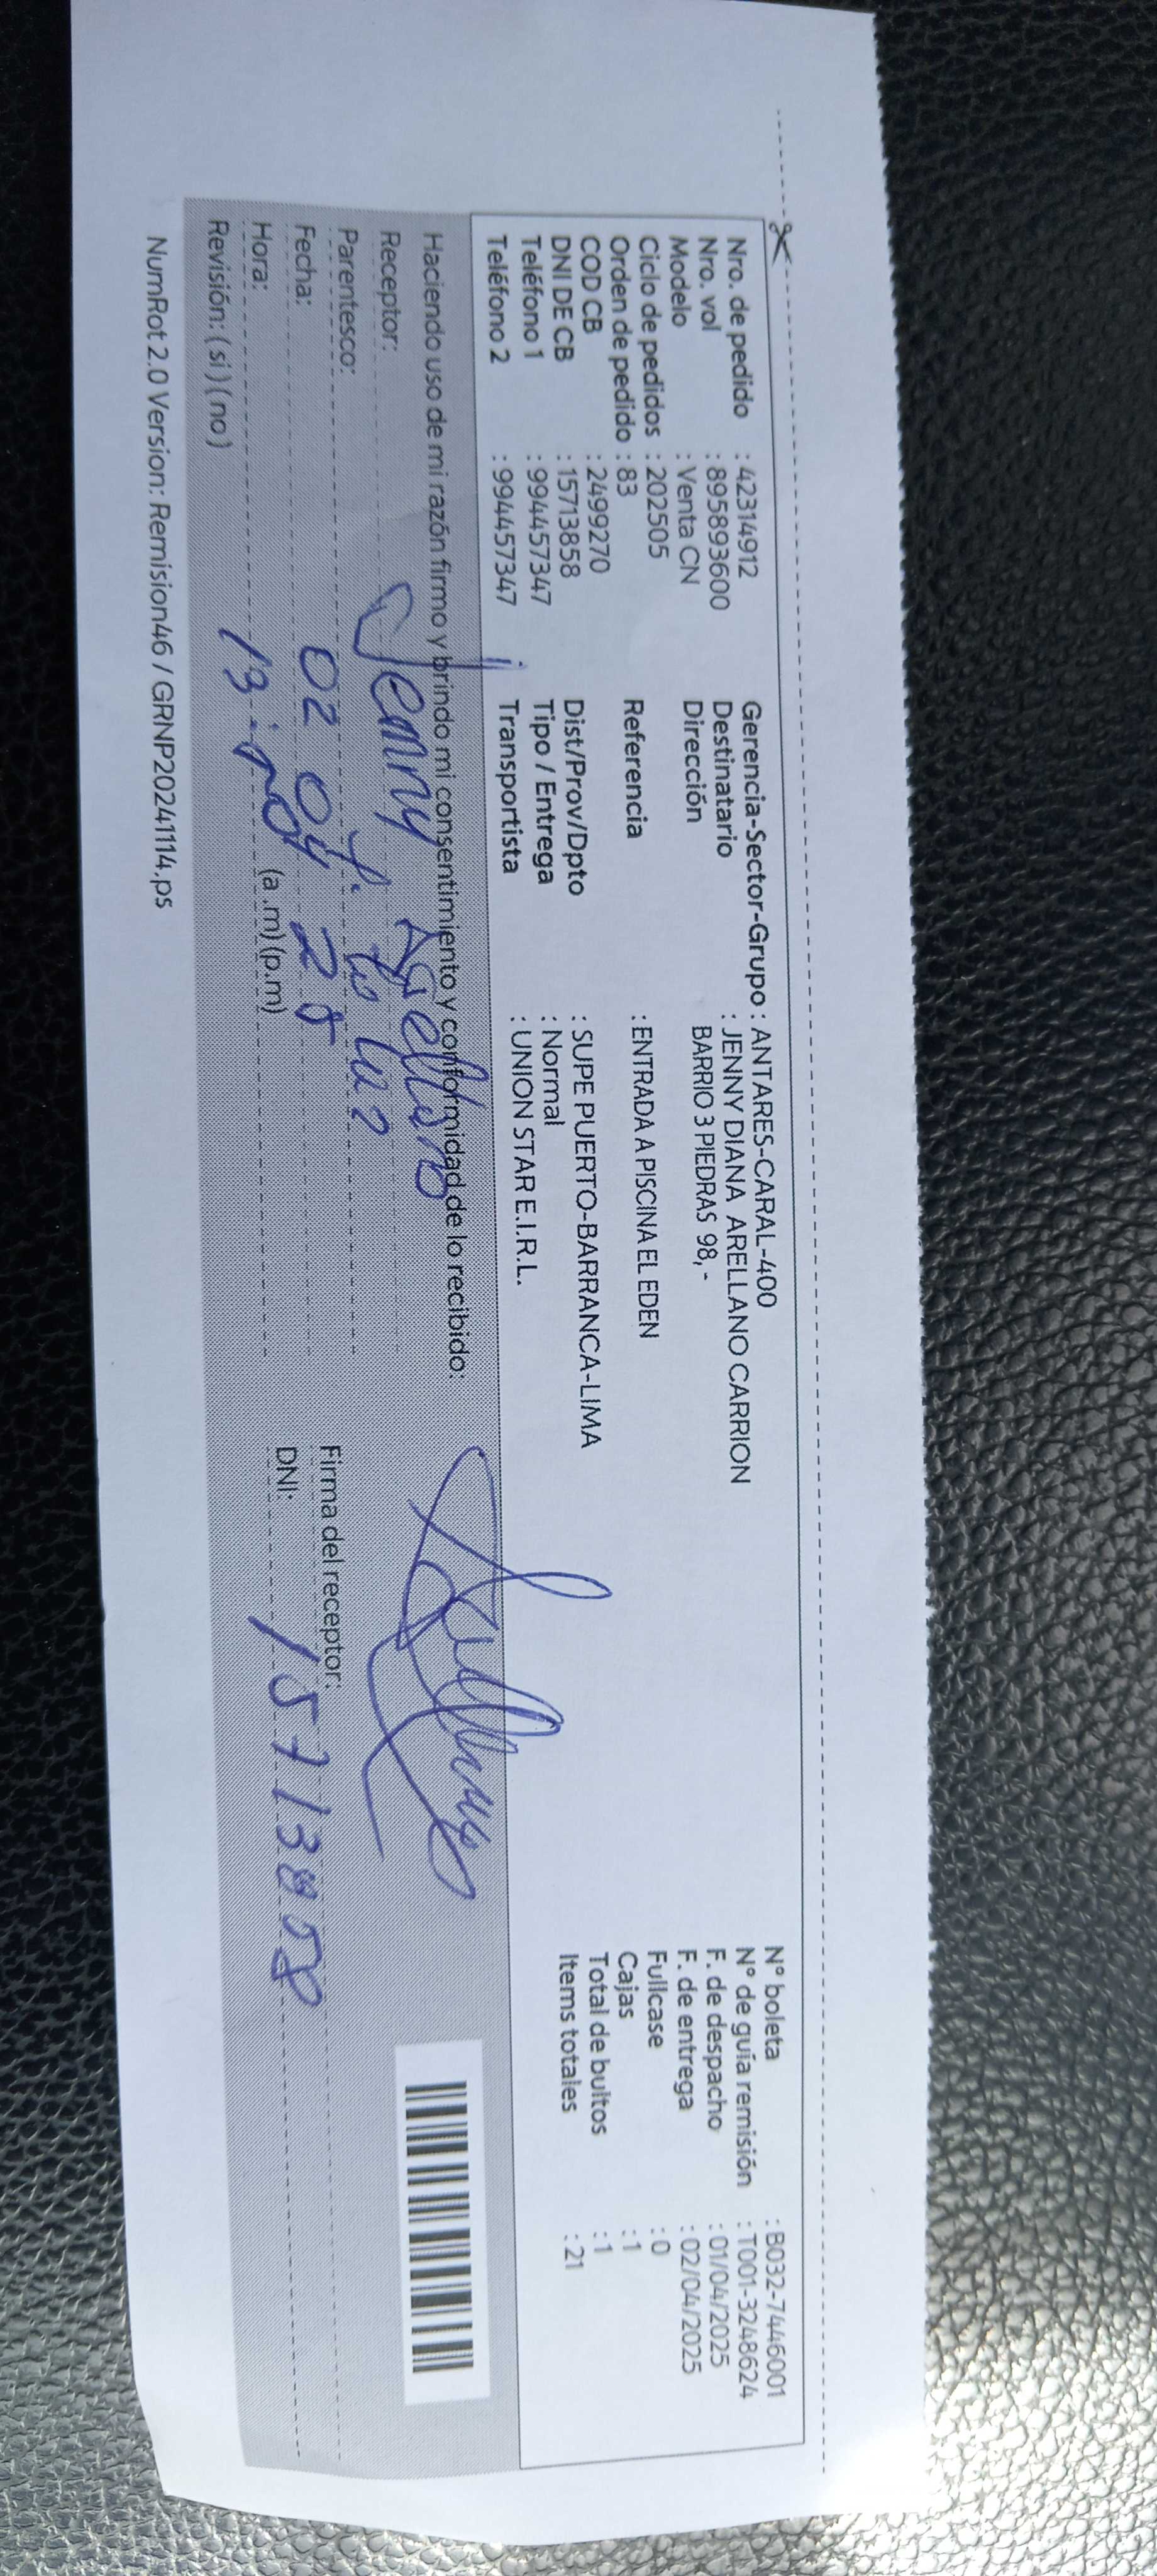 Nro. de pedido : 42314912
Nro. vol : 895893600
Modelo : Venta CN
Ciclo de pedidos : 202505
Orden de pedido : 83
COD CB : 2499270
DNI DE CB : 15713858
Teléfono 1 : 994457347
Teléfono 2 : 994457347
Gerencia-Sector-Grupo : ANTARES-CARAL-400
Destinatario : JENNY DIANA ARELLANO CARRION
Dirección BARRIO 3 PIEDRAS 98, -
Referencia : ENTRADA A PISCINA EL EDEN
Dist/Prov/Dpto : SUPE PUERTO-BARRANCA-LIMA
Tipo / Entrega : Normal
Transportista : UNION STAR E.I.R.L.
N° boleta : B032-7446001
N° de guía remisión : T001-3248624
F. de despacho : 01/04/2025
F. de entrega : 02/04/2025
Fullcase : 0
Cajas : 1
Total de bultos : 1
Items totales : 21
Haciendo uso de mi razón firmo y brindo mi consentimiento y conformidad de lo recibido:
Receptor: Jenny Arellano
Parentesco:
Fecha: 02 04 25
Hora: (a .m) (p.m)
Revisión: ( si ) ( no )
Firma del receptor:
DNI: 15713858
NumRot 2.0 Version: Remision46 / GRNP20241114.ps